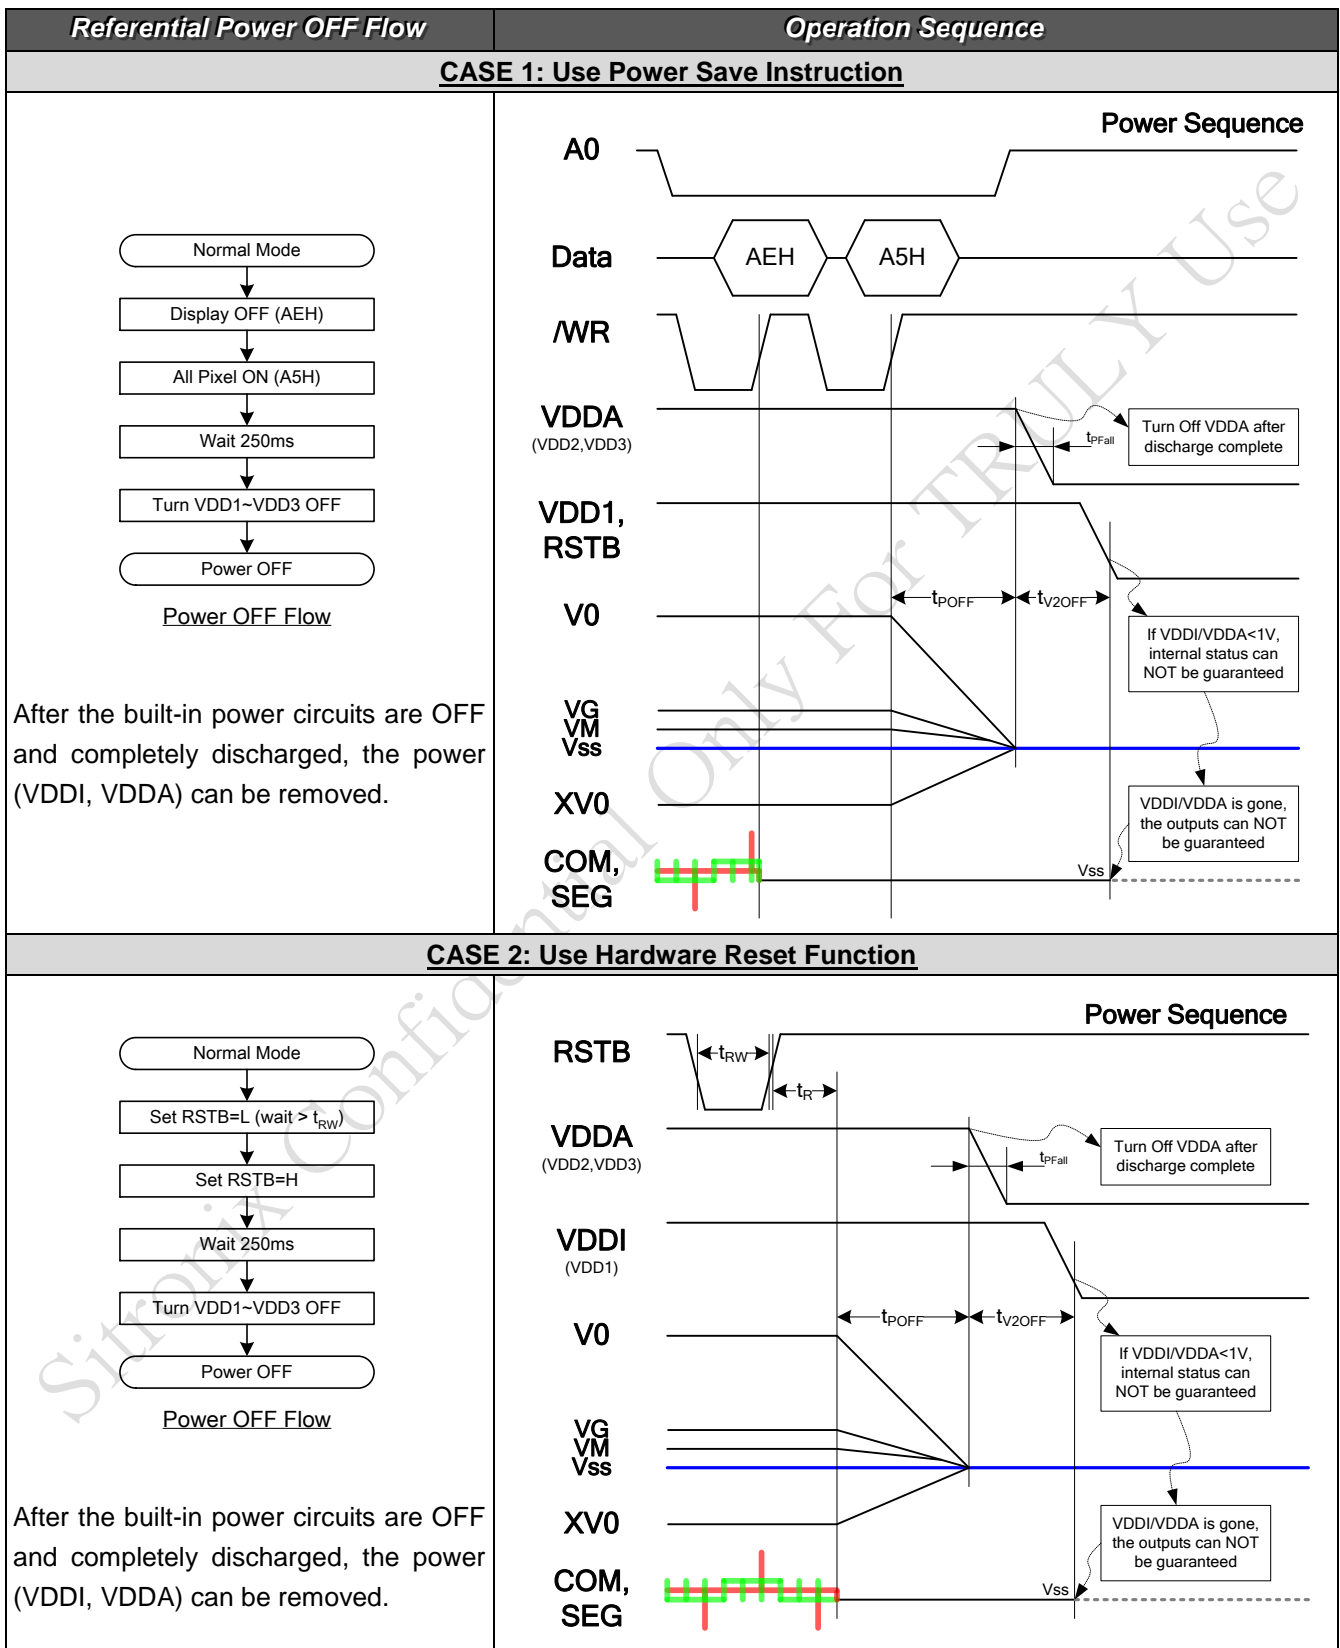 Referential Power OFF Flow
Operation Sequence
CASE 1: Use Power Save Instruction
Normal Mode
Display OFF (AEH)
All Pixel ON (A5H)
Wait 250ms
Turn VDD1~VDD3 OFF
Power OFF
Power OFF Flow
After the built-in power circuits are OFF
and completely discharged, the power
(VDDI, VDDA) can be removed.
Power Sequence
A0
Data
AEH
A5H
/WR
VDDA
(VDD2,VDD3)
tPFall
Turn Off VDDA after
discharge complete
VDD1,
RSTB
tPOFF
tV2OFF
V0
If VDDI/VDDA<1V,
internal status can
NOT be guaranteed
VG
VM
Vss
XV0
VDDI/VDDA is gone,
the outputs can NOT
be guaranteed
COM,
SEG
Vss
CASE 2: Use Hardware Reset Function
Normal Mode
Set RSTB=L (wait > tRW)
Set RSTB=H
Wait 250ms
Turn VDD1~VDD3 OFF
Power OFF
Power OFF Flow
After the built-in power circuits are OFF
and completely discharged, the power
(VDDI, VDDA) can be removed.
Power Sequence
RSTB
tRW
tR
VDDA
(VDD2,VDD3)
tPFall
Turn Off VDDA after
discharge complete
VDDI
(VDD1)
tPOFF
tV2OFF
V0
If VDDI/VDDA<1V,
internal status can
NOT be guaranteed
VG
VM
Vss
XV0
VDDI/VDDA is gone,
the outputs can NOT
be guaranteed
COM,
SEG
Vss
Sitronix Confidential Only For TRULY Use